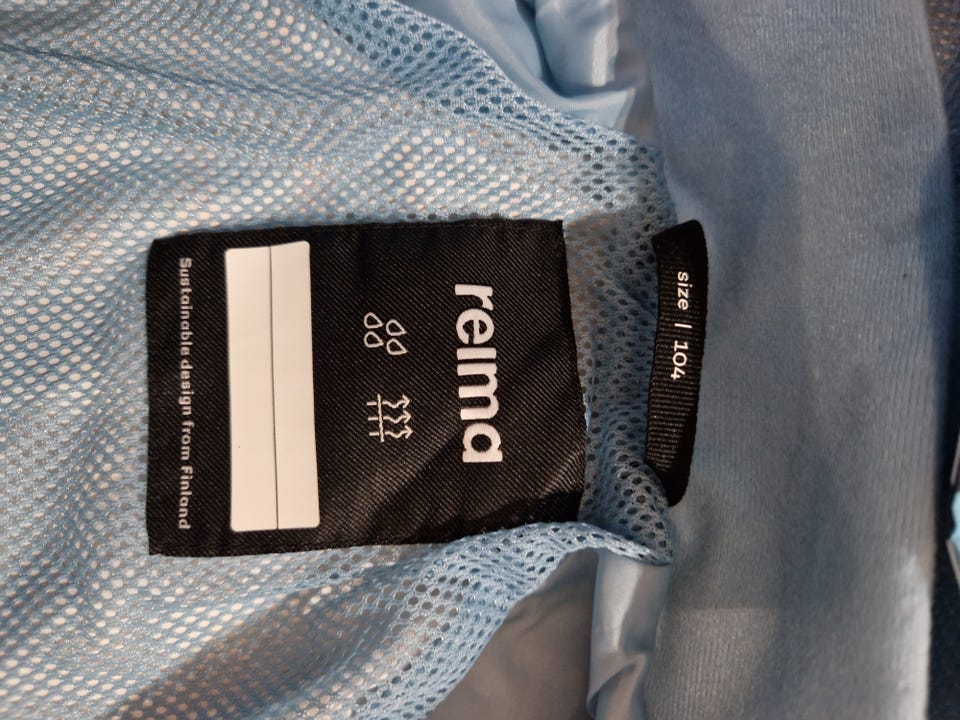 size | 104
reima
Sustainable design from Finland